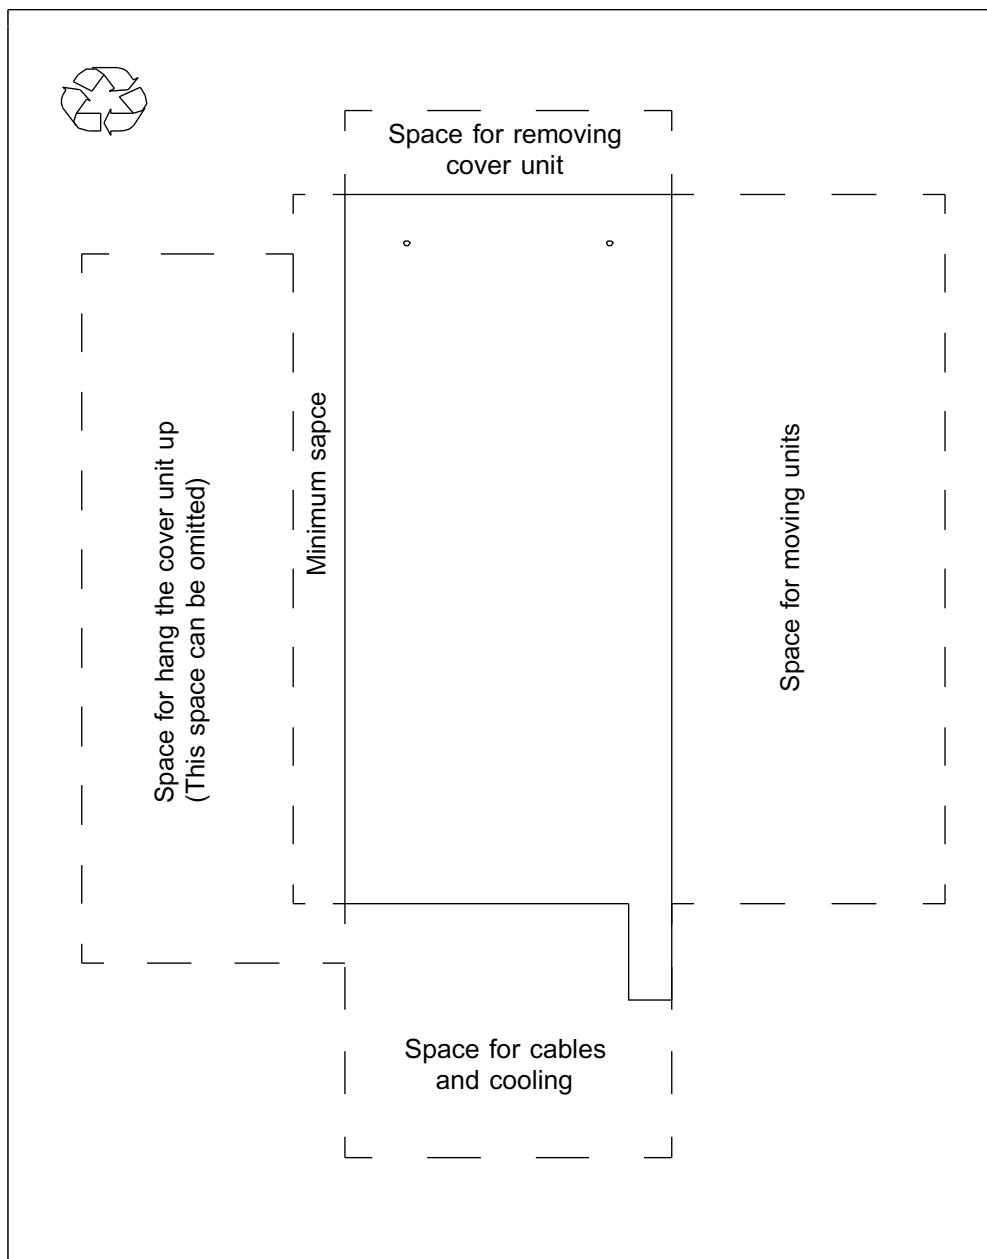 Space for removing
cover unit
Space for hang the cover unit up
(This space can be omitted)
Minimum sapce
Space for moving units
Space for cables
and cooling